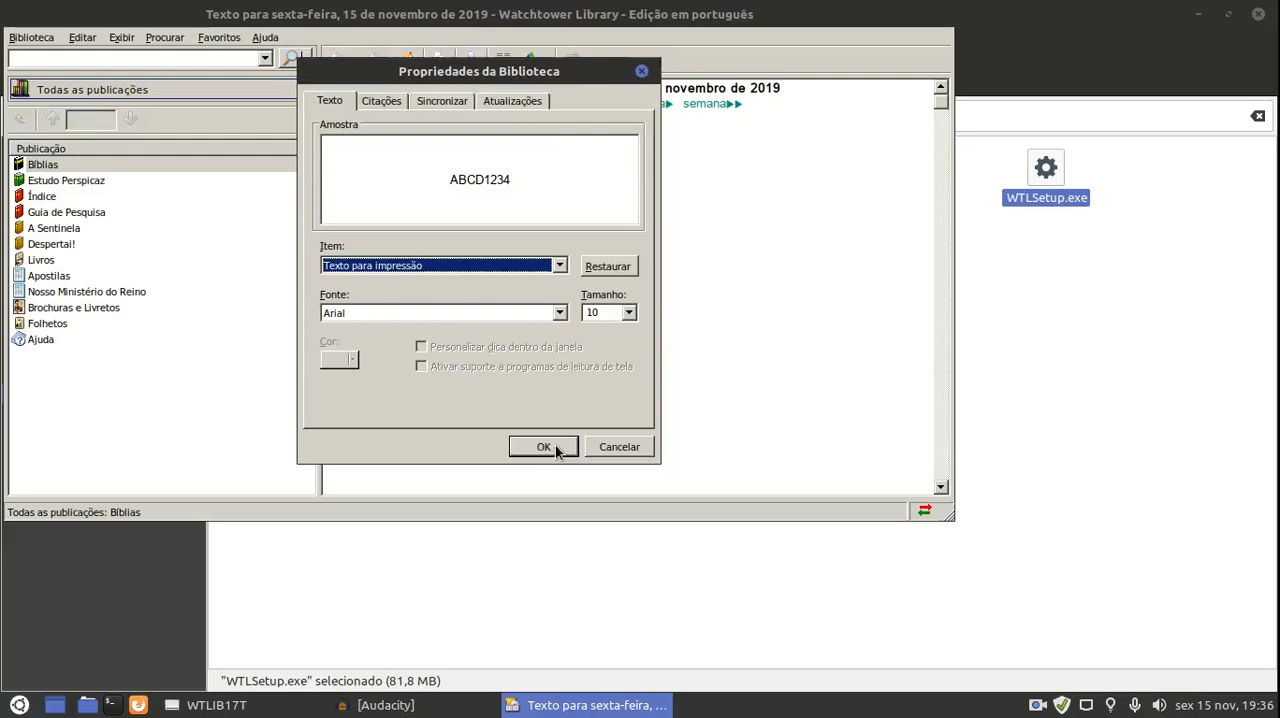 Texto para sexta-feira, 15 de novembro de 2019 - Watchtower Library - Edição em português
Biblioteca Editar Exibir Procurar Favoritos Ajuda
Todas as publicações
Publicação
Bíblias
Estudo Perspicaz
Índice
Guia de Pesquisa
A Sentinela
Despertai!
Livros
Apostilas
Nosso Ministério do Reino
Brochuras e Livretos
Folhetos
Ajuda
Todas as publicações: Bíblias
novembro de 2019
semana
Propriedades da Biblioteca
Texto Citações Sincronizar Atualizações
Amostra
ABCD1234
Item:
Texto para impressão Restaurar
Fonte: Tamanho:
Arial 10
Cor:
Personalizar dica dentro da janela
Ativar suporte a programas de leitura de tela
OK Cancelar
WTLSetup.exe
"WTLSetup.exe" selecionado (81,8 MB)
WTLIB17T [Audacity] Texto para sexta-feira, ... sex 15 nov, 19:36